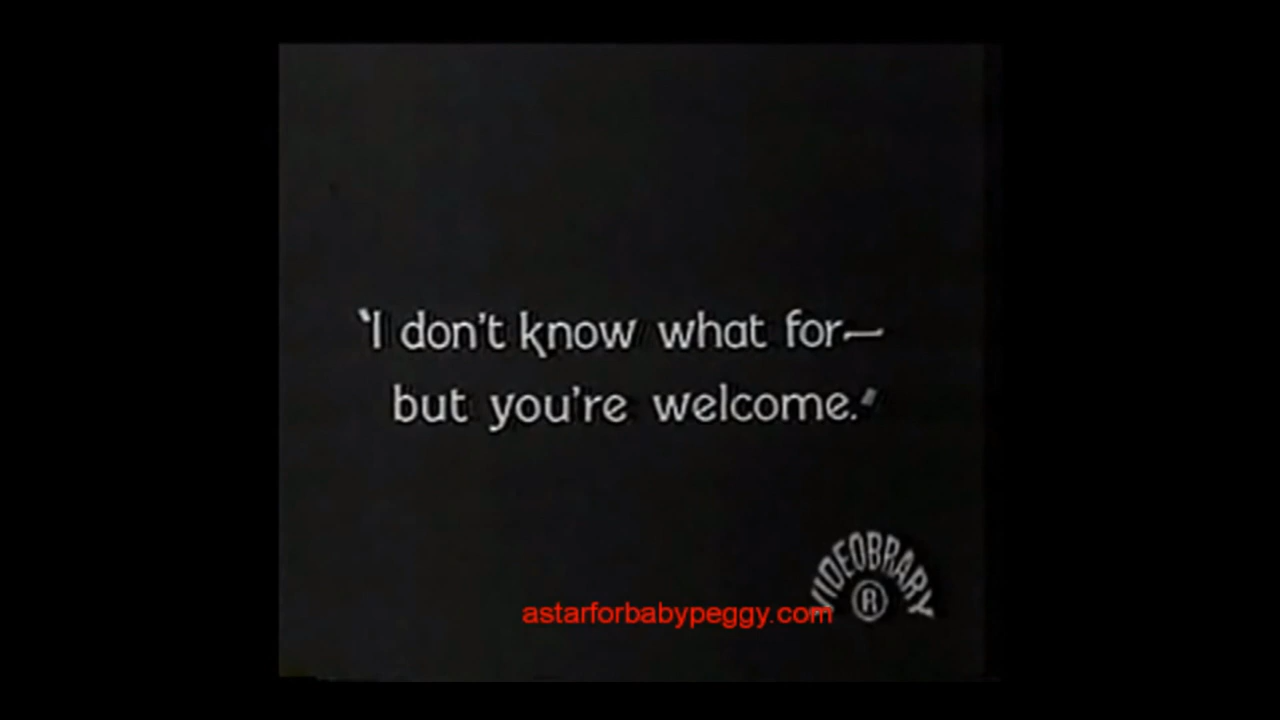 "I don't know what for—
but you're welcome."
VIDEOBRARY
®
astarforbabypeggy.com